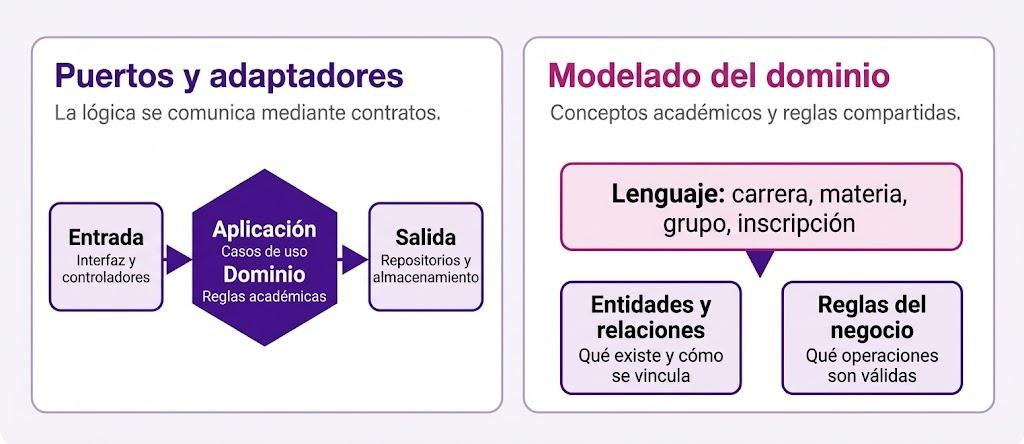 Puertos y adaptadores
La lógica se comunica mediante contratos.
Entrada
Interfaz y
controladores
Aplicación
Casos de uso
Dominio
Reglas académicas
Salida
Repositorios y
almacenamiento
Modelado del dominio
Conceptos académicos y reglas compartidas.
Lenguaje: carrera, materia,
grupo, inscripción
Entidades y
relaciones
Qué existe y cómo
se vincula
Reglas del
negocio
Qué operaciones
son válidas